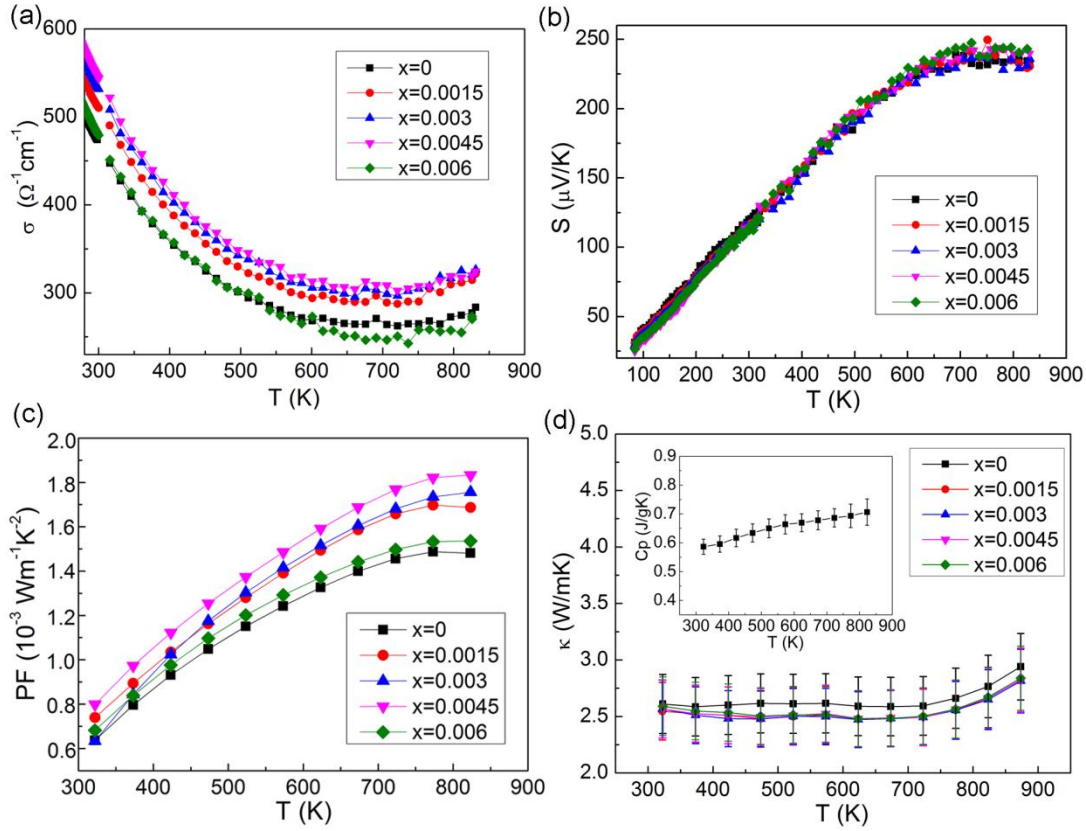 (a)
600
500
400
300
σ (Ω⁻¹cm⁻¹)
x=0
x=0.0015
x=0.003
x=0.0045
x=0.006
300 400 500 600 700 800 900
T (K)
(b)
250
200
150
100
50
S (μV/K)
x=0
x=0.0015
x=0.003
x=0.0045
x=0.006
100 200 300 400 500 600 700 800 900
T (K)
(c)
2.0
1.8
1.6
1.4
1.2
1.0
0.8
0.6
PF (10⁻³ Wm⁻¹K⁻²)
x=0
x=0.0015
x=0.003
x=0.0045
x=0.006
300 400 500 600 700 800 900
T (K)
(d)
5.0
4.5
4.0
3.5
3.0
2.5
2.0
κ (W/mK)
0.9
0.8
0.7
0.6
0.5
0.4
Cp (J/gK)
300 400 500 600 700 800 900
T (K)
x=0
x=0.0015
x=0.003
x=0.0045
x=0.006
300 400 500 600 700 800 900
T (K)